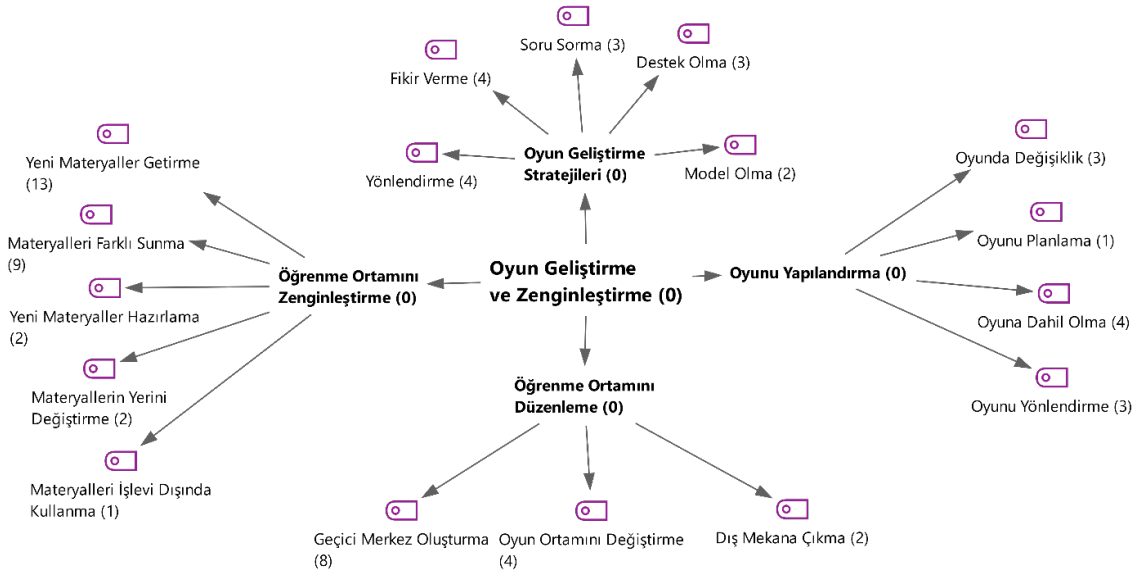 Soru Sorma (3)
Destek Olma (3)
Fikir Verme (4)
Oyun Geliştirme
Stratejileri (0)
Yönlendirme (4)
Model Olma (2)
Yeni Materyaller Getirme
(13)
Materyalleri Farklı Sunma
(9)
Öğrenme Ortamını
Zenginleştirme (0)
Yeni Materyaller Hazırlama
(2)
Materyallerin Yerini
Değiştirme (2)
Materyalleri İşlevi Dışında
Kullanma (1)
Oyun Geliştirme
ve Zenginleştirme (0)
Oyunu Yapılandırma (0)
Oyunda Değişiklik (3)
Oyunu Planlama (1)
Oyuna Dahil Olma (4)
Oyunu Yönlendirme (3)
Öğrenme Ortamını
Düzenleme (0)
Geçici Merkez Oluşturma
(8)
Oyun Ortamını Değiştirme
(4)
Dış Mekana Çıkma (2)